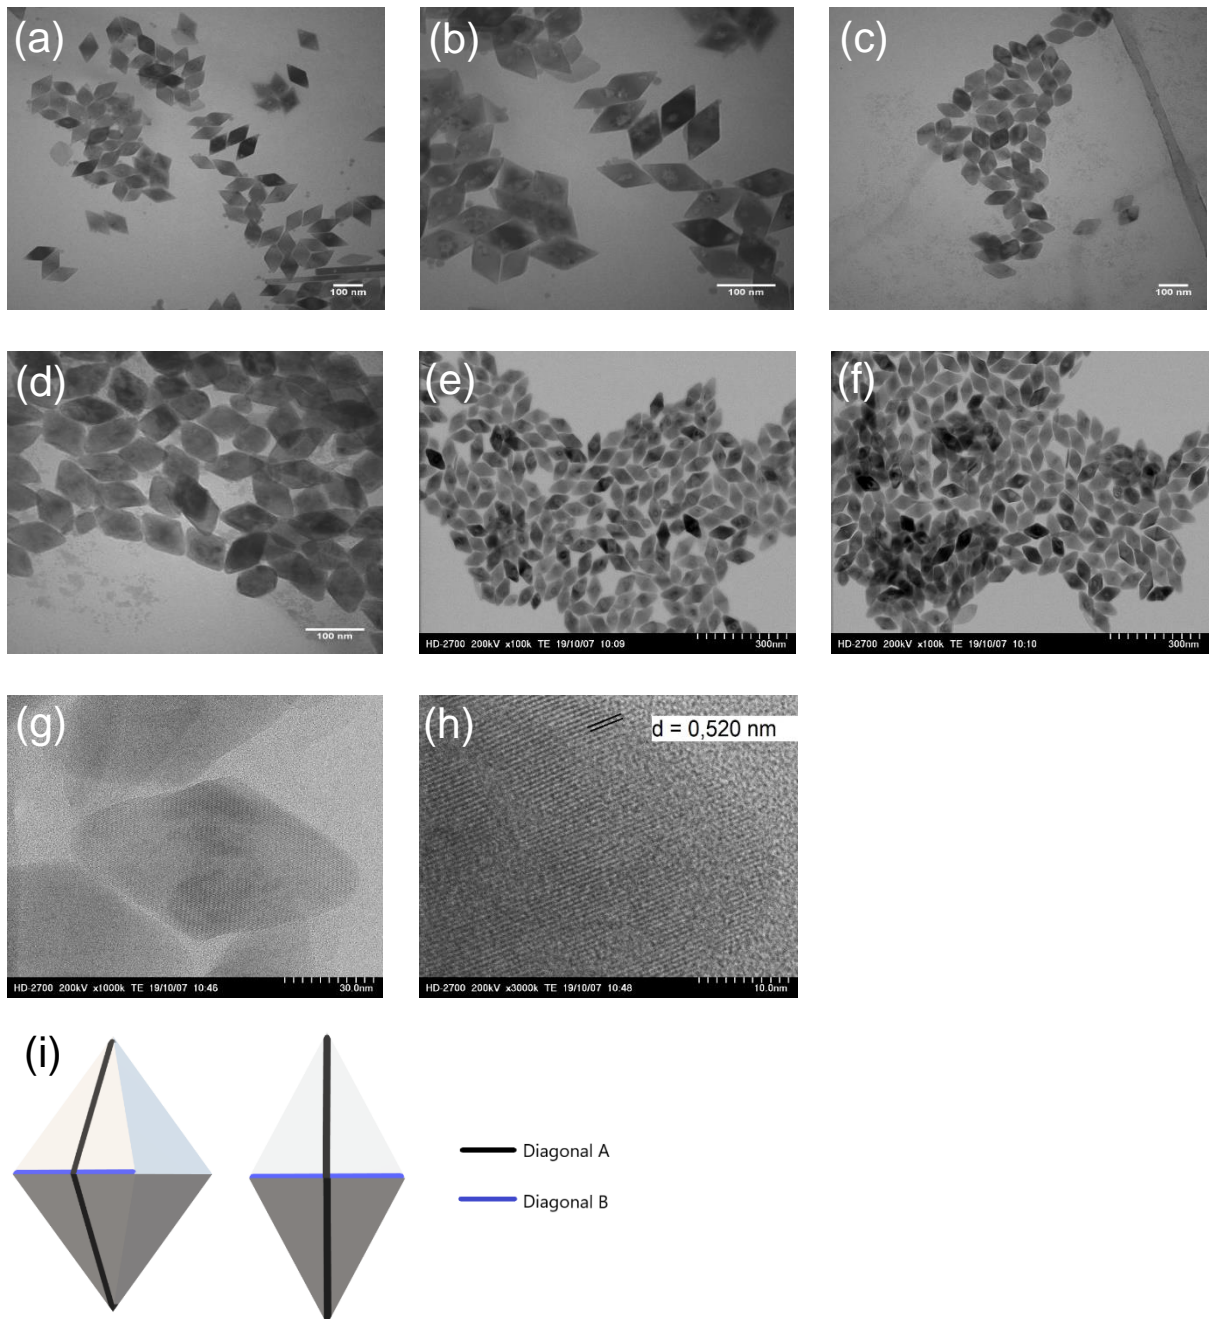 (a)
100 nm
(b)
100 nm
(c)
100 nm
(d)
100 nm
(e)
HD-2700 200kV x100k TE 19/10/07 10:09
300nm
(f)
HD-2700 200kV x100k TE 19/10/07 10:10
300nm
(g)
HD-2700 200kV x1000k TE 19/10/07 10:46
30.0nm
(h)
d = 0,520 nm
HD-2700 200kV x3000k TE 19/10/07 10:48
10.0nm
(i)
Diagonal A
Diagonal B